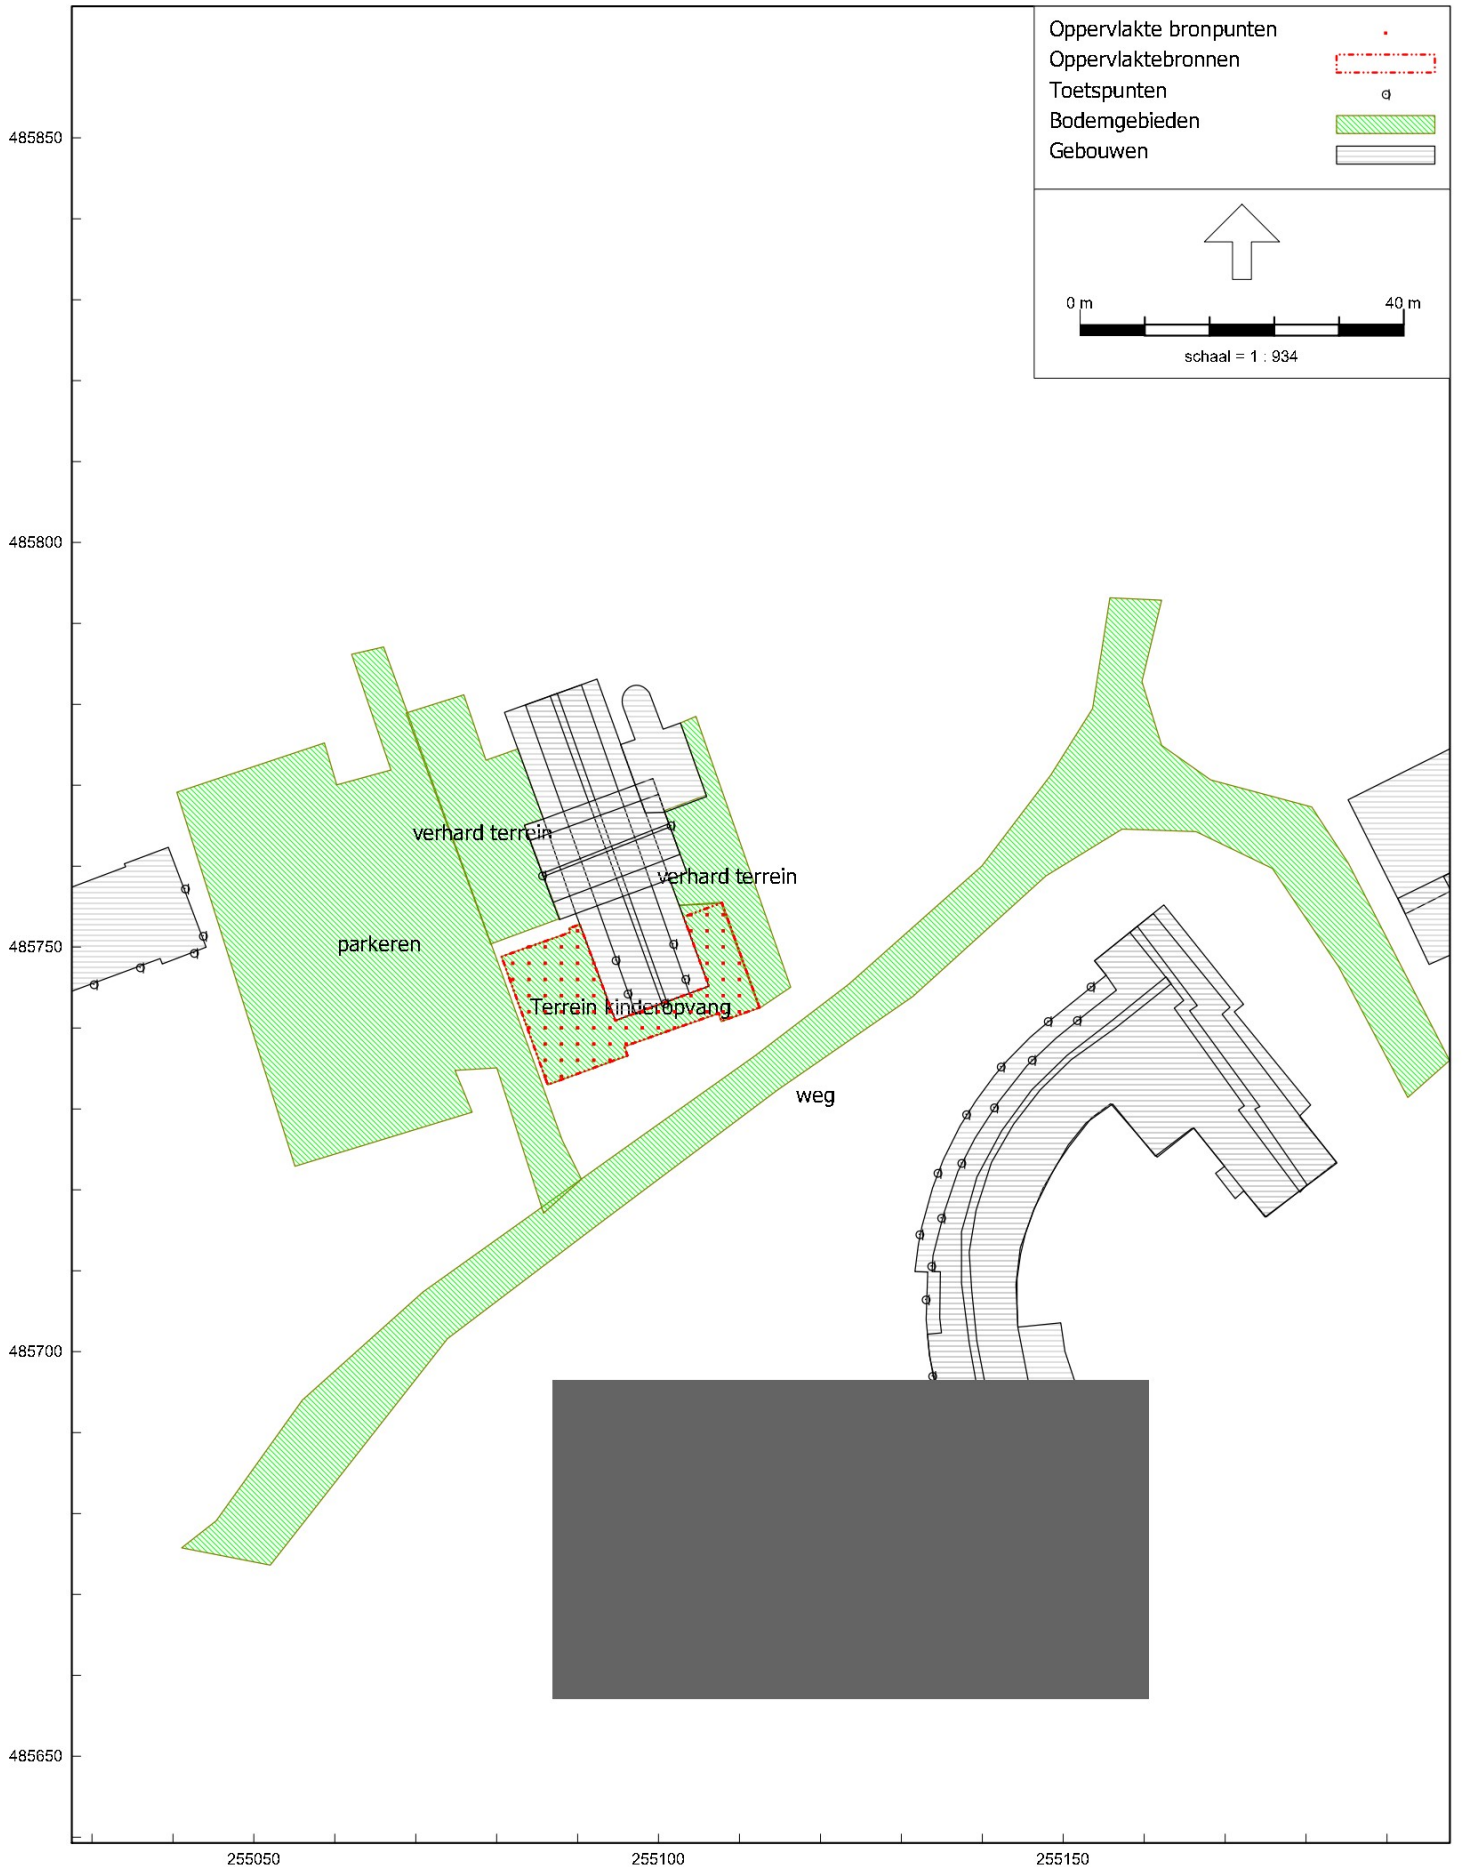 Oppervlakte bronpunten
Oppervlaktebronnen
Toetspunten
Bodemgebieden
Gebouwen
0 m 40 m
schaal = 1 : 934
485850
485800
verhard terrein
verhard terrein
parkeren
485750
Terrein kinderopvang
weg
485700
485650
255050 255100 255150